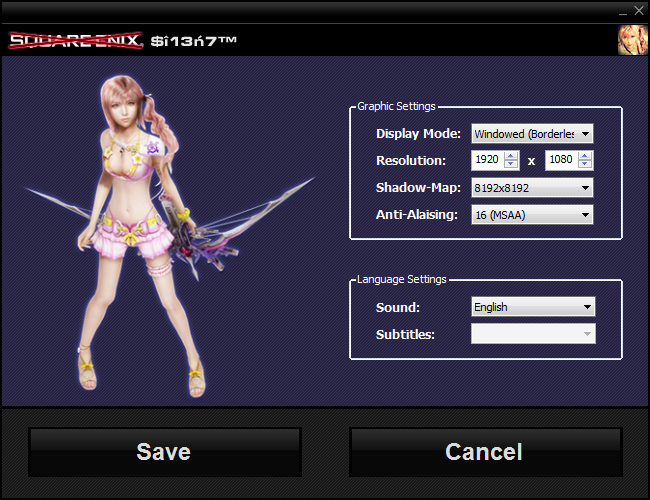 SQUARE ENIX. $î13ń7™
Graphic Settings
Display Mode: Windowed (Borderles
Resolution: 1920 x 1080
Shadow-Map: 8192x8192
Anti-Alaising: 16 (MSAA)
Language Settings
Sound: English
Subtitles:
Save Cancel